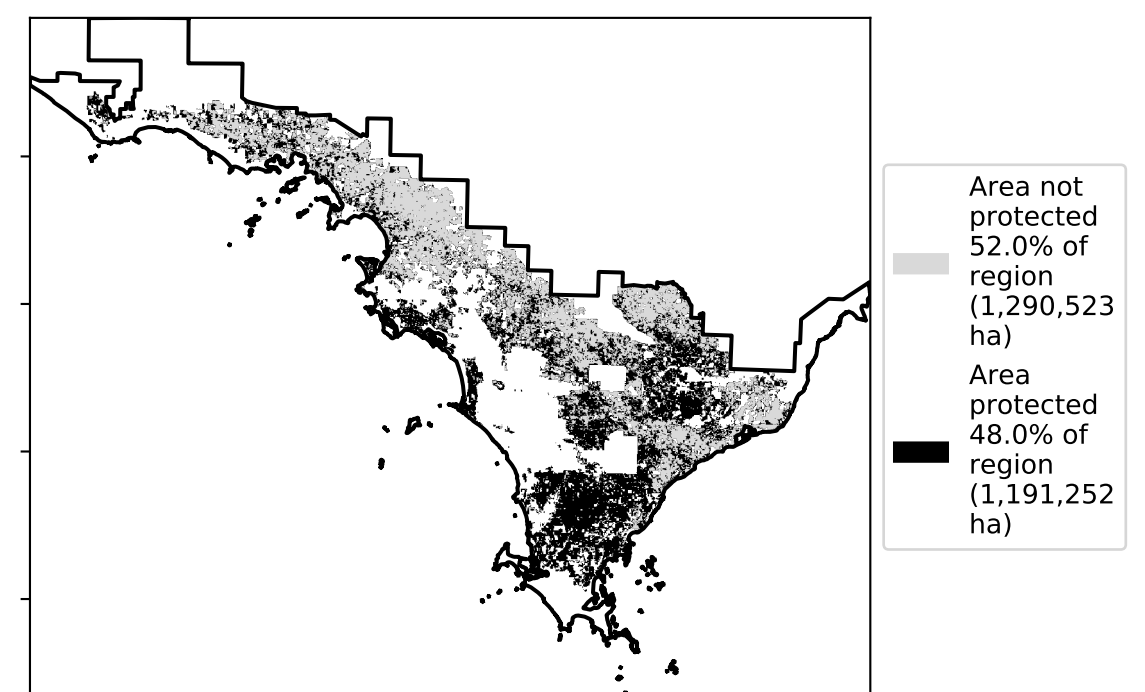 Area not
protected
52.0% of
region
(1,290,523
ha)
Area
protected
48.0% of
region
(1,191,252
ha)